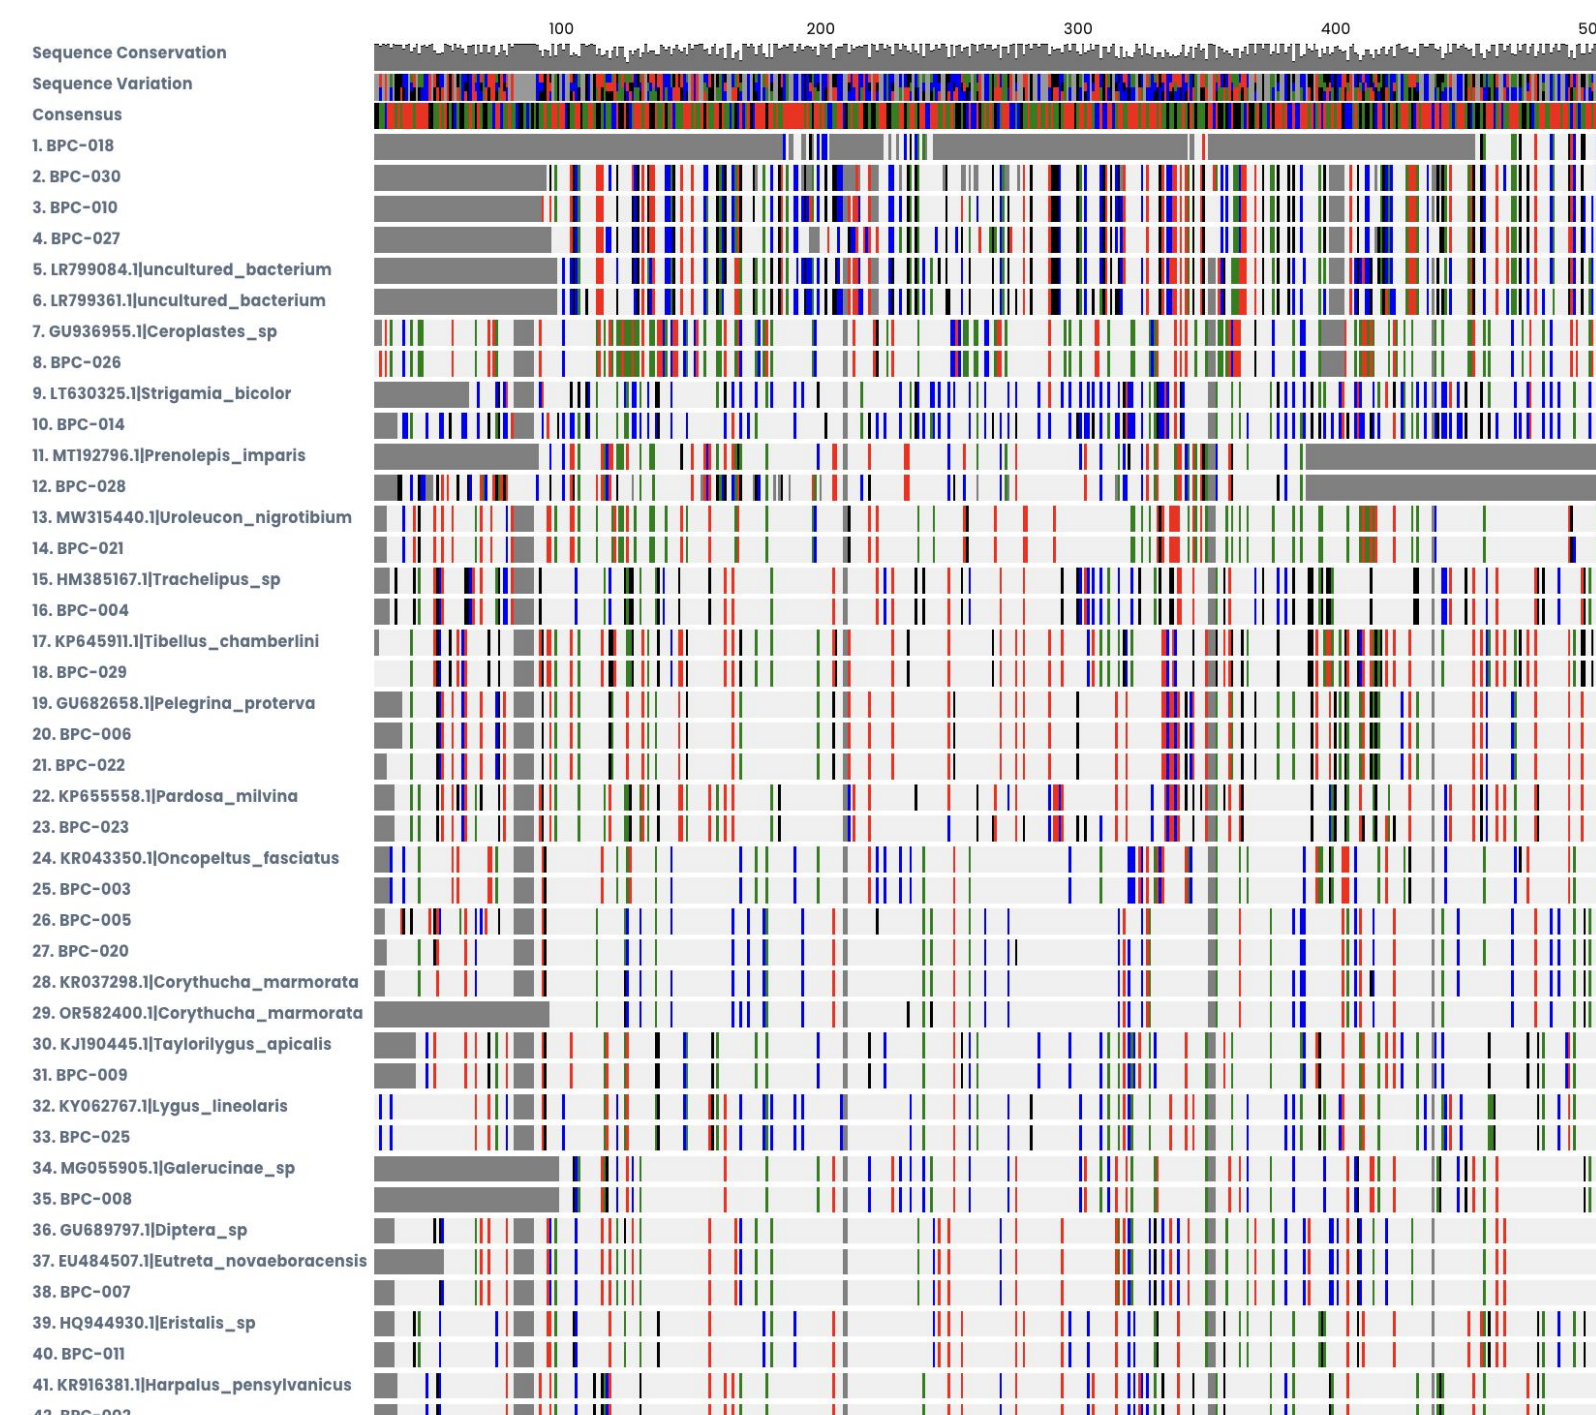 100 200 300 400 50
Sequence Conservation
Sequence Variation
Consensus
1. BPC-018
2. BPC-030
3. BPC-010
4. BPC-027
5. LR799084.1|uncultured_bacterium
6. LR799361.1|uncultured_bacterium
7. GU936955.1|Ceroplastes_sp
8. BPC-026
9. LT630325.1|Strigamia_bicolor
10. BPC-014
11. MT192796.1|Prenolepis_imparis
12. BPC-028
13. MW315440.1|Uroleucon_nigrotibium
14. BPC-021
15. HM385167.1|Trachelipus_sp
16. BPC-004
17. KP645911.1|Tibellus_chamberlini
18. BPC-029
19. GU682658.1|Pelegrina_proterva
20. BPC-006
21. BPC-022
22. KP655558.1|Pardosa_milvina
23. BPC-023
24. KR043350.1|Oncopeltus_fasciatus
25. BPC-003
26. BPC-005
27. BPC-020
28. KR037298.1|Corythucha_marmorata
29. OR582400.1|Corythucha_marmorata
30. KJ190445.1|Taylorilygus_apicalis
31. BPC-009
32. KY062767.1|Lygus_lineolaris
33. BPC-025
34. MG055905.1|Galerucinae_sp
35. BPC-008
36. GU689797.1|Diptera_sp
37. EU484507.1|Eutreta_novaeboracensis
38. BPC-007
39. HQ944930.1|Eristalis_sp
40. BPC-011
41. KR916381.1|Harpalus_pensylvanicus
42. BPC-002